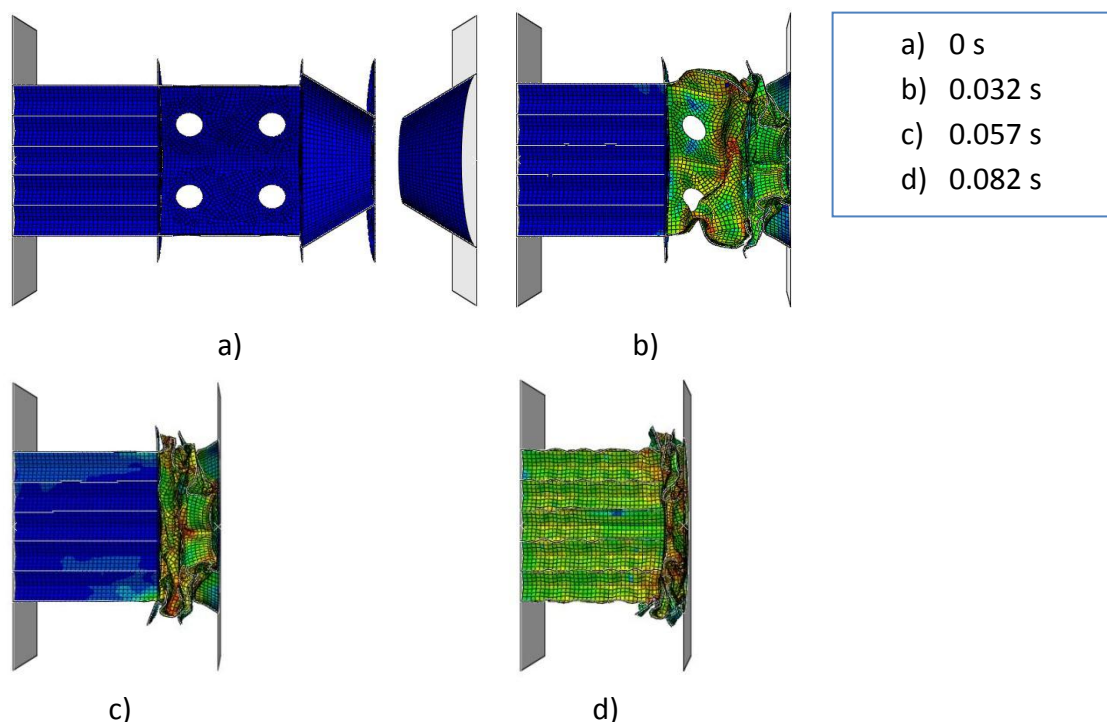 a) 0 s
b) 0.032 s
c) 0.057 s
d) 0.082 s
a)
b)
c)
d)